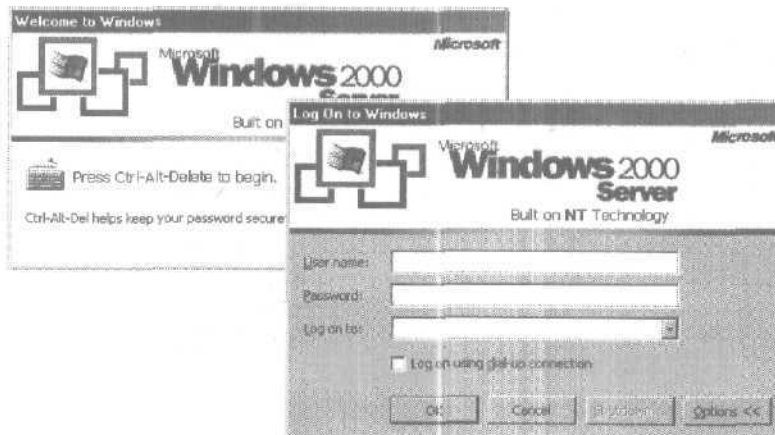 Welcome to Windows
Microsoft
Microsoft
Windows 2000
Server
Built on
Press Ctrl-Alt-Delete to begin.
Ctrl-Alt-Del helps keep your password secure
Log On to Windows
Microsoft
Microsoft
Windows 2000
Server
Built on NT Technology
User name:
Password:
Log on to:
Log on using dial-up connection
OK
Cancel
Shutdown...
Options <<